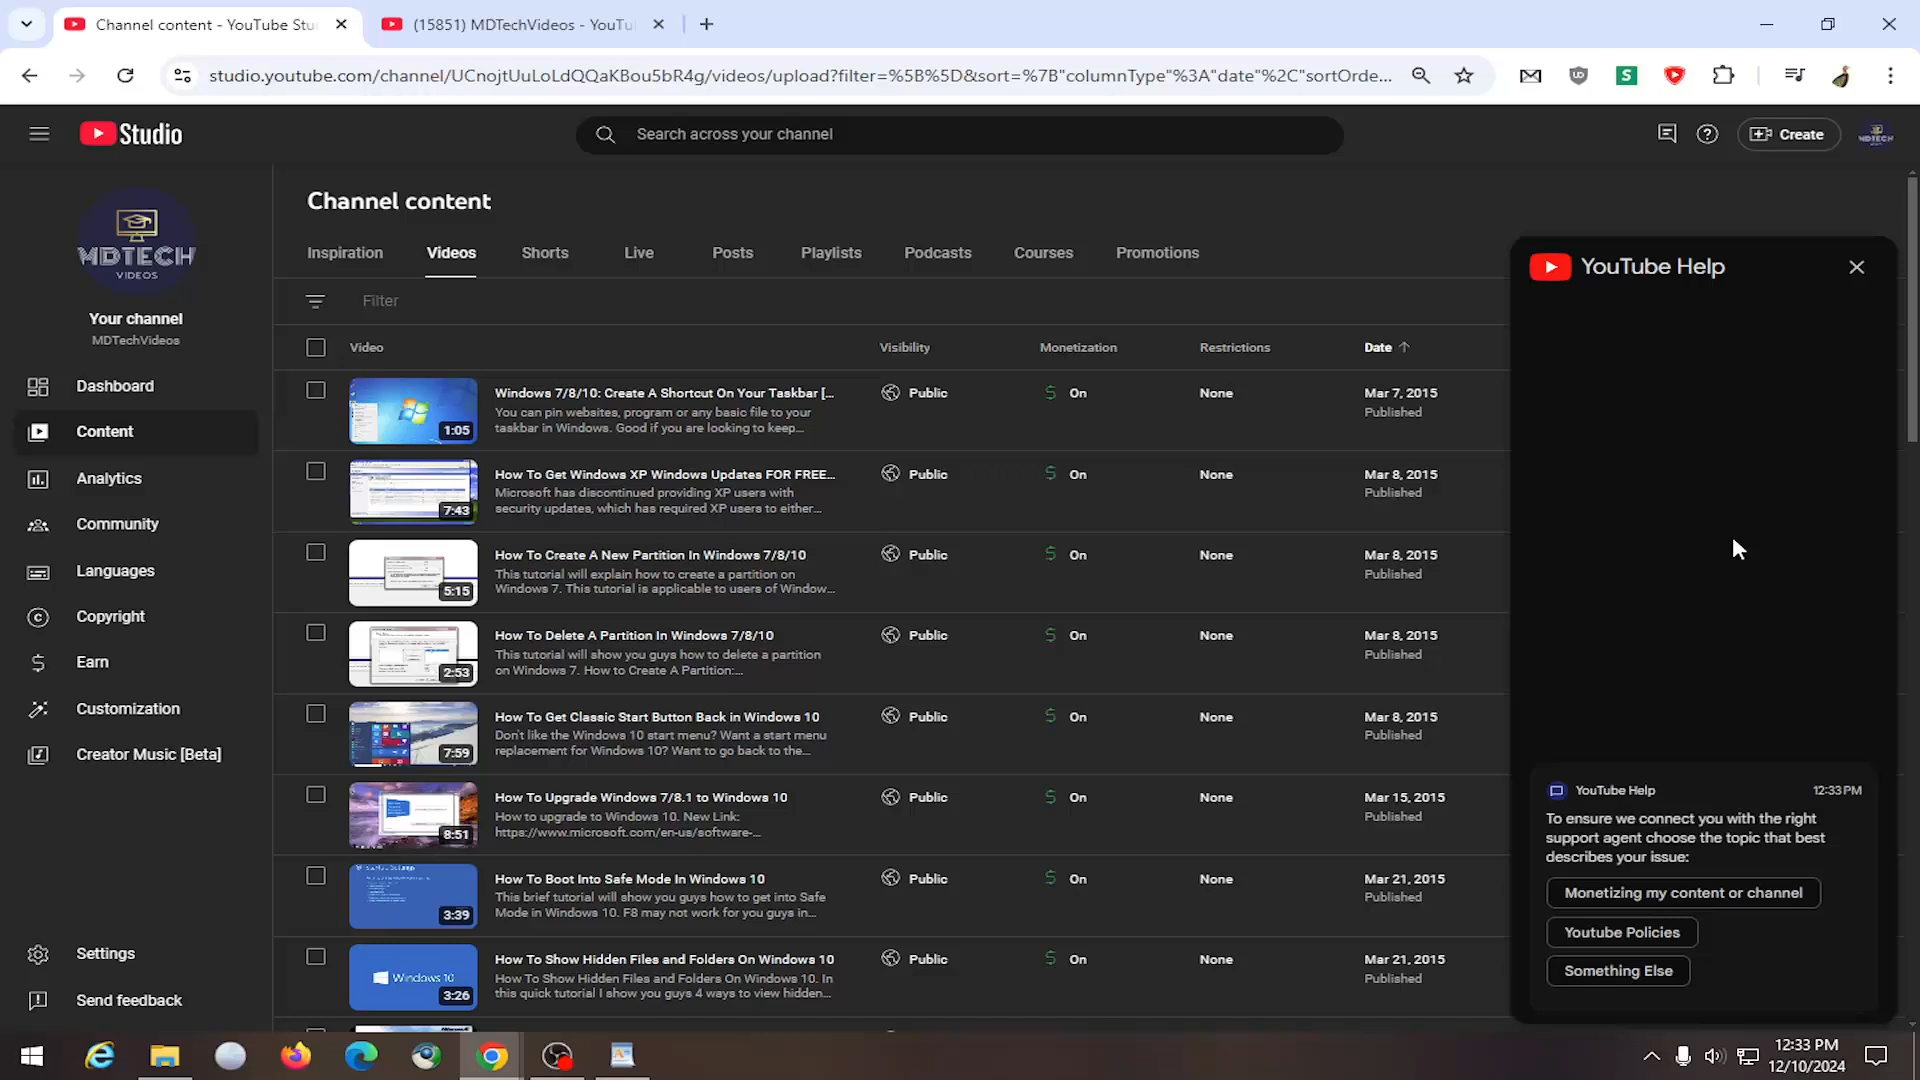 Channel content - YouTube Stu
(15851) MDTechVideos - YouTu
studio.youtube.com/channel/UCnojtUuLoLdQQaKBou5bR4g/videos/upload?filter=%5B%5D&sort=%7B"columnType"%3A"date"%2C"sortOrde...
Studio
Search across your channel
Create
MDTECH
VIDEOS
Your channel
MDTechVideos
Dashboard
Content
Analytics
Community
Languages
Copyright
Earn
Customization
Creator Music [Beta]
Settings
Send feedback
Channel content
Inspiration Videos Shorts Live Posts Playlists Podcasts Courses Promotions
Filter
Video Visibility Monetization Restrictions Date
Windows 7/8/10: Create A Shortcut On Your Taskbar [... Public On None Mar 7, 2015
You can pin websites, program or any basic file to your Published
taskbar in Windows. Good if you are looking to keep...
1:05
How To Get Windows XP Windows Updates FOR FREE... Public On None Mar 8, 2015
Microsoft has discontinued providing XP users with Published
security updates, which has required XP users to either...
7:43
How To Create A New Partition In Windows 7/8/10 Public On None Mar 8, 2015
This tutorial will explain how to create a partition on Published
Windows 7. This tutorial is applicable to users of Window...
5:15
How To Delete A Partition In Windows 7/8/10 Public On None Mar 8, 2015
This tutorial will show you guys how to delete a partition Published
on Windows 7. How to Create A Partition:...
2:53
How To Get Classic Start Button Back in Windows 10 Public On None Mar 8, 2015
Don't like the Windows 10 start menu? Want a start menu Published
replacement for Windows 10? Want to go back to the...
7:59
How To Upgrade Windows 7/8.1 to Windows 10 Public On None Mar 15, 2015
How to upgrade to Windows 10. New Link: Published
https://www.microsoft.com/en-us/software-...
8:51
How To Boot Into Safe Mode In Windows 10 Public On None Mar 21, 2015
This brief tutorial will show you guys how to get into Safe Published
Mode in Windows 10. F8 may not work for you guys in...
3:39
How To Show Hidden Files and Folders On Windows 10 Public On None Mar 21, 2015
How To Show Hidden Files and Folders On Windows 10. In Published
this quick tutorial I show you guys 4 ways to view hidden...
Windows 10
3:26
YouTube Help
YouTube Help 12:33 PM
To ensure we connect you with the right
support agent choose the topic that best
describes your issue:
Monetizing my content or channel
Youtube Policies
Something Else
12:33 PM
12/10/2024